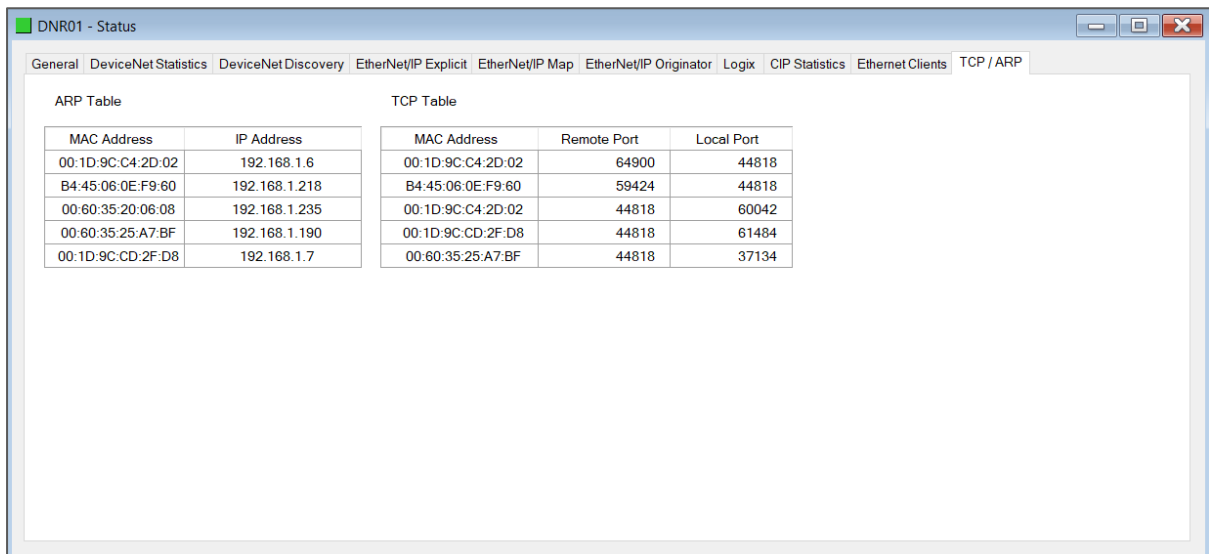 DNR01 - Status
General DeviceNet Statistics DeviceNet Discovery EtherNet/IP Explicit EtherNet/IP Map EtherNet/IP Originator Logix CIP Statistics Ethernet Clients TCP / ARP
ARP Table TCP Table
MAC Address IP Address MAC Address Remote Port Local Port
00:1D:9C:C4:2D:02 192.168.1.6 00:1D:9C:C4:2D:02 64900 44818
B4:45:06:0E:F9:60 192.168.1.218 B4:45:06:0E:F9:60 59424 44818
00:60:35:20:06:08 192.168.1.235 00:1D:9C:C4:2D:02 44818 60042
00:60:35:25:A7:BF 192.168.1.190 00:1D:9C:CD:2F:D8 44818 61484
00:1D:9C:CD:2F:D8 192.168.1.7 00:60:35:25:A7:BF 44818 37134